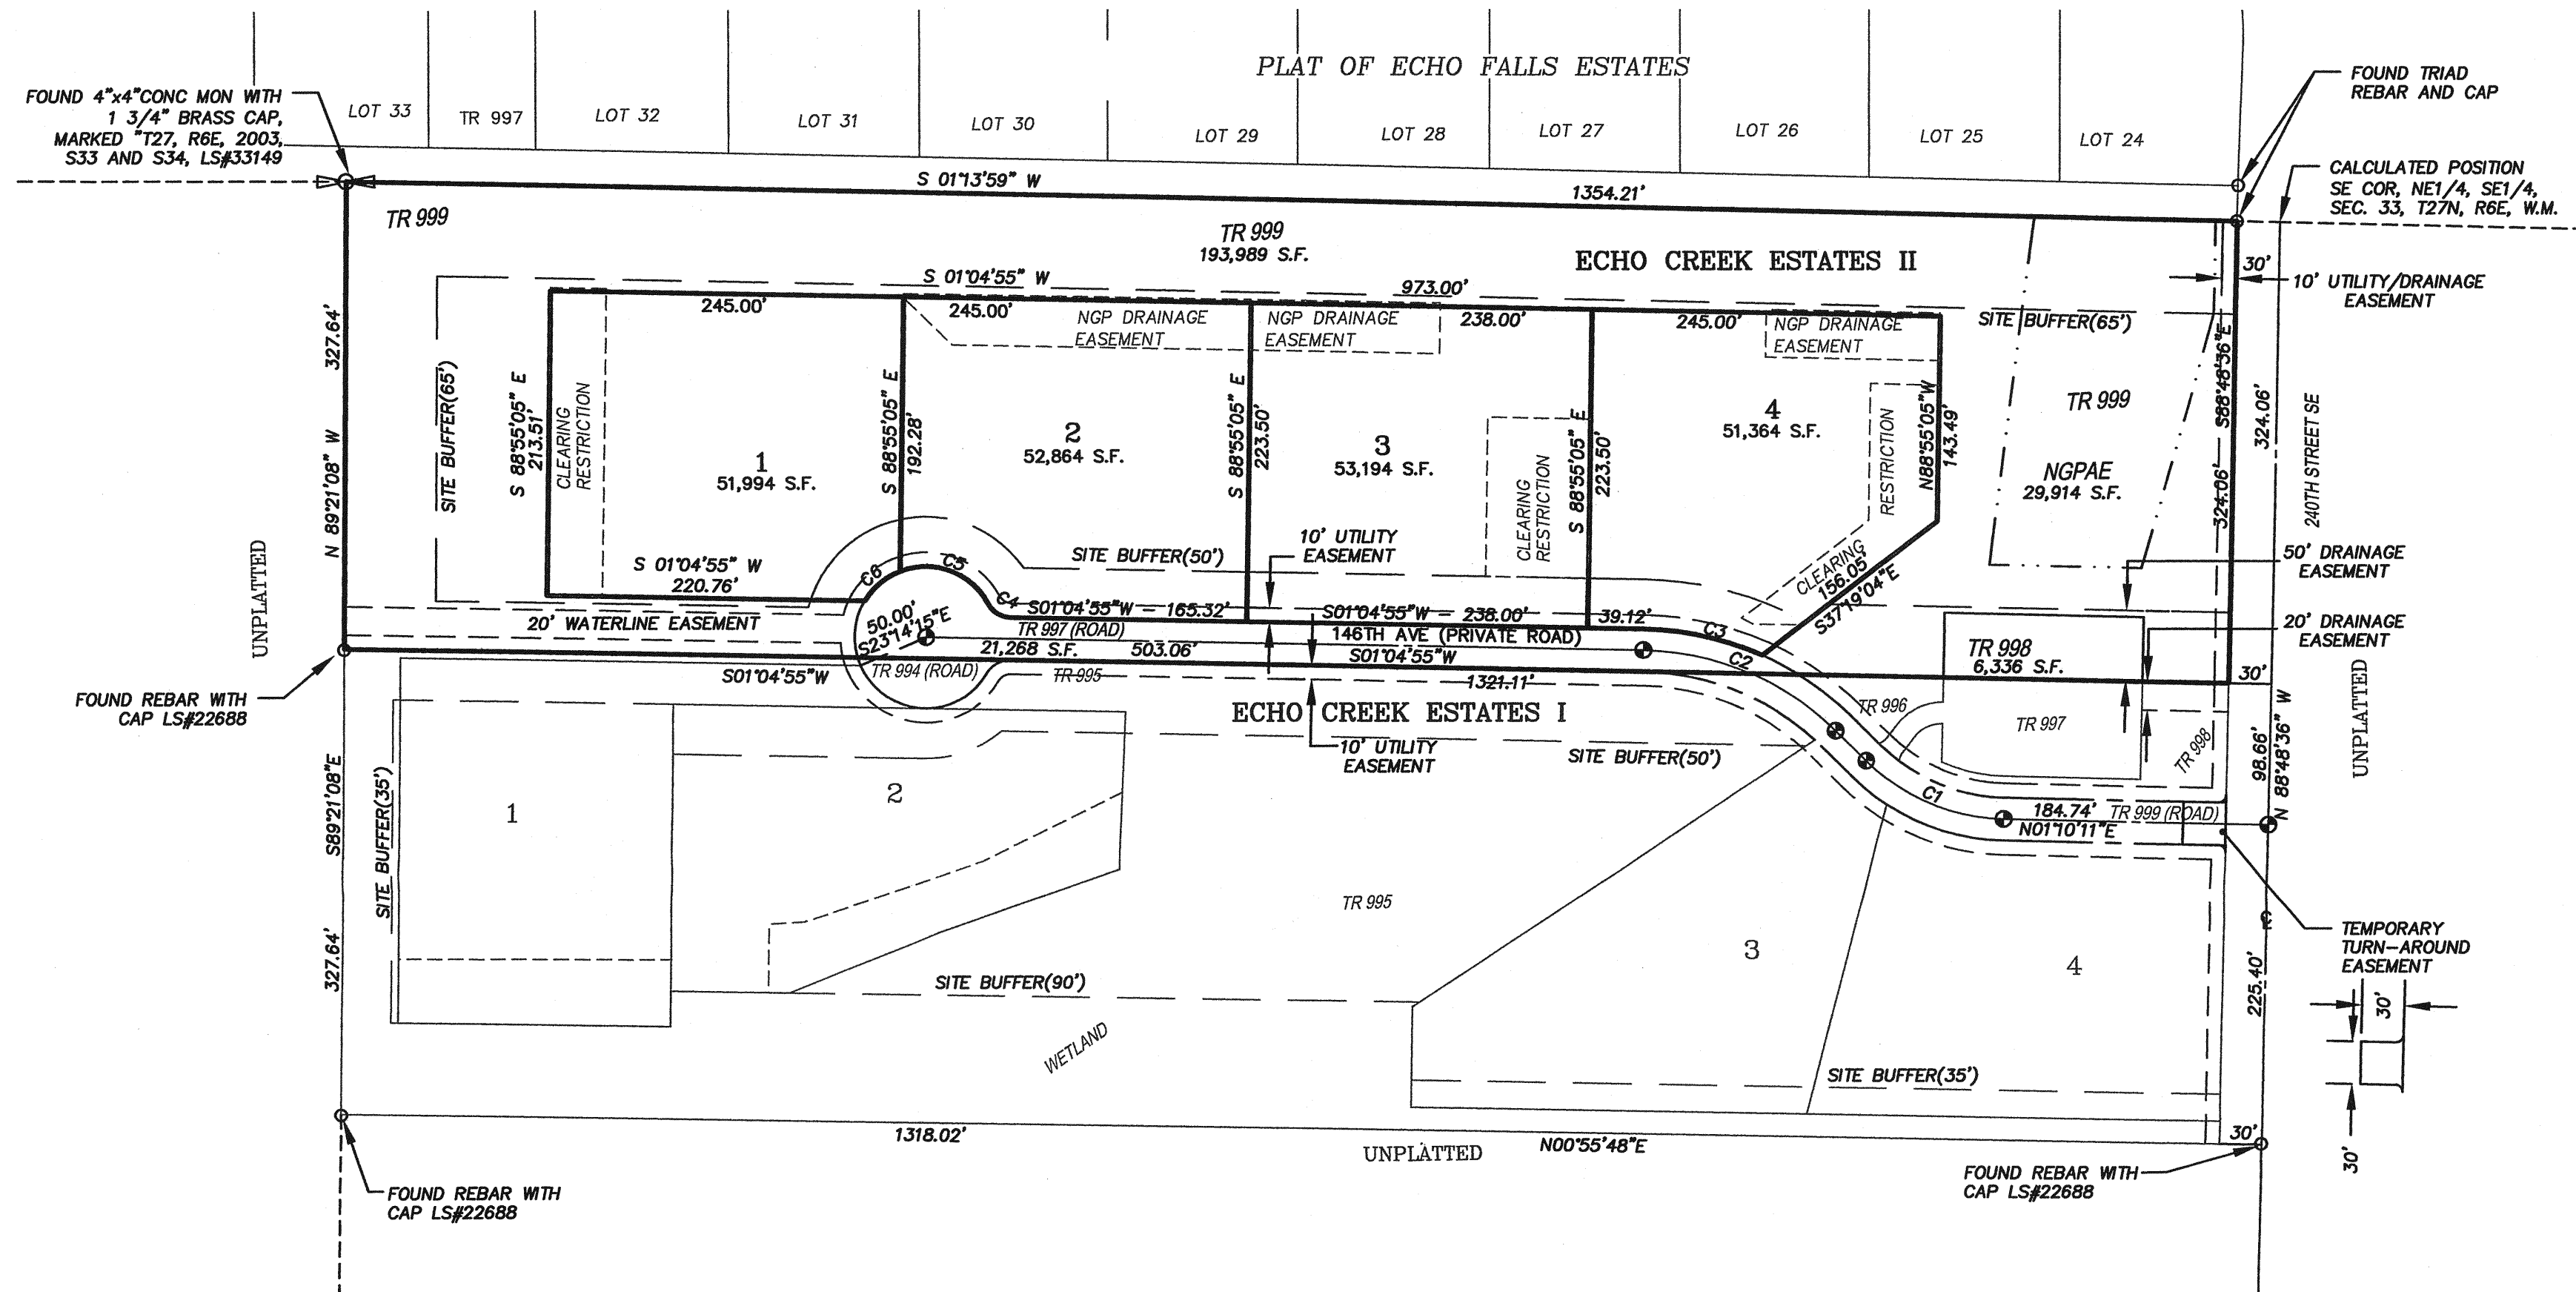 PLAT OF ECHO FALLS ESTATES
FOUND 4"x4"CONC MON WITH
1 3/4" BRASS CAP,
MARKED "T27, R6E, 2003,
S33 AND S34, LS#33149
LOT 33
TR 997
LOT 32
LOT 31
LOT 30
LOT 29
LOT 28
LOT 27
LOT 26
LOT 25
LOT 24
FOUND TRIAD
REBAR AND CAP
CALCULATED POSITION
SE COR, NE1/4, SE1/4,
SEC. 33, T27N, R6E, W.M.
S 01°13'59" W
1354.21'
TR 999
TR 999
193,989 S.F.
ECHO CREEK ESTATES II
30'
10' UTILITY/DRAINAGE
EASEMENT
S 01°04'55" W
973.00'
245.00'
245.00'
238.00'
245.00'
NGP DRAINAGE
EASEMENT
NGP DRAINAGE
EASEMENT
NGP DRAINAGE
EASEMENT
SITE BUFFER(65')
327.64'
N 89°21'08" W
SITE BUFFER(65')
S 88°55'05" E
213.51'
CLEARING
RESTRICTION
1
51,994 S.F.
S 88°55'05" E
192.28'
2
52,864 S.F.
S 88°55'05" E
223.50'
3
53,194 S.F.
CLEARING
RESTRICTION
S 88°55'05" E
223.50'
4
51,364 S.F.
RESTRICTION
N88°55'05"W
143.49'
CLEARING
156.05'
S37°19'04"E
TR 999
NGPAE
29,914 S.F.
S88°48'36"E
324.06'
324.06'
240TH STREET SE
UNPLATTED
S 01°04'55" W
220.76'
C6
C5
C4
SITE BUFFER(50')
10' UTILITY
EASEMENT
50' DRAINAGE
EASEMENT
20' DRAINAGE
EASEMENT
20' WATERLINE EASEMENT
50.00'
S23°14'15"E
S01°04'55"W - 165.32'
S01°04'55"W - 238.00'
39.12'
C3
TR 997 (ROAD)
146TH AVE (PRIVATE ROAD)
21,268 S.F.
503.06'
S01°04'55"W
C2
TR 998
6,336 S.F.
30'
S01°04'55"W
TR 994 (ROAD)
TR 995
1321.11'
FOUND REBAR WITH
CAP LS#22688
ECHO CREEK ESTATES I
10' UTILITY
EASEMENT
SITE BUFFER(50')
TR 996
TR 997
TR 998
UNPLATTED
98.66'
N 88°48'36" W
S89°21'08"E
327.64'
SITE BUFFER(35')
1
2
C1
184.74'
TR 999 (ROAD)
N01°10'11"E
TR 995
3
4
℄
TEMPORARY
TURN-AROUND
EASEMENT
225.40'
30'
30'
SITE BUFFER(90')
WETLAND
SITE BUFFER(35')
1318.02'
UNPLATTED
N00°55'48"E
30'
FOUND REBAR WITH
CAP LS#22688
FOUND REBAR WITH
CAP LS#22688